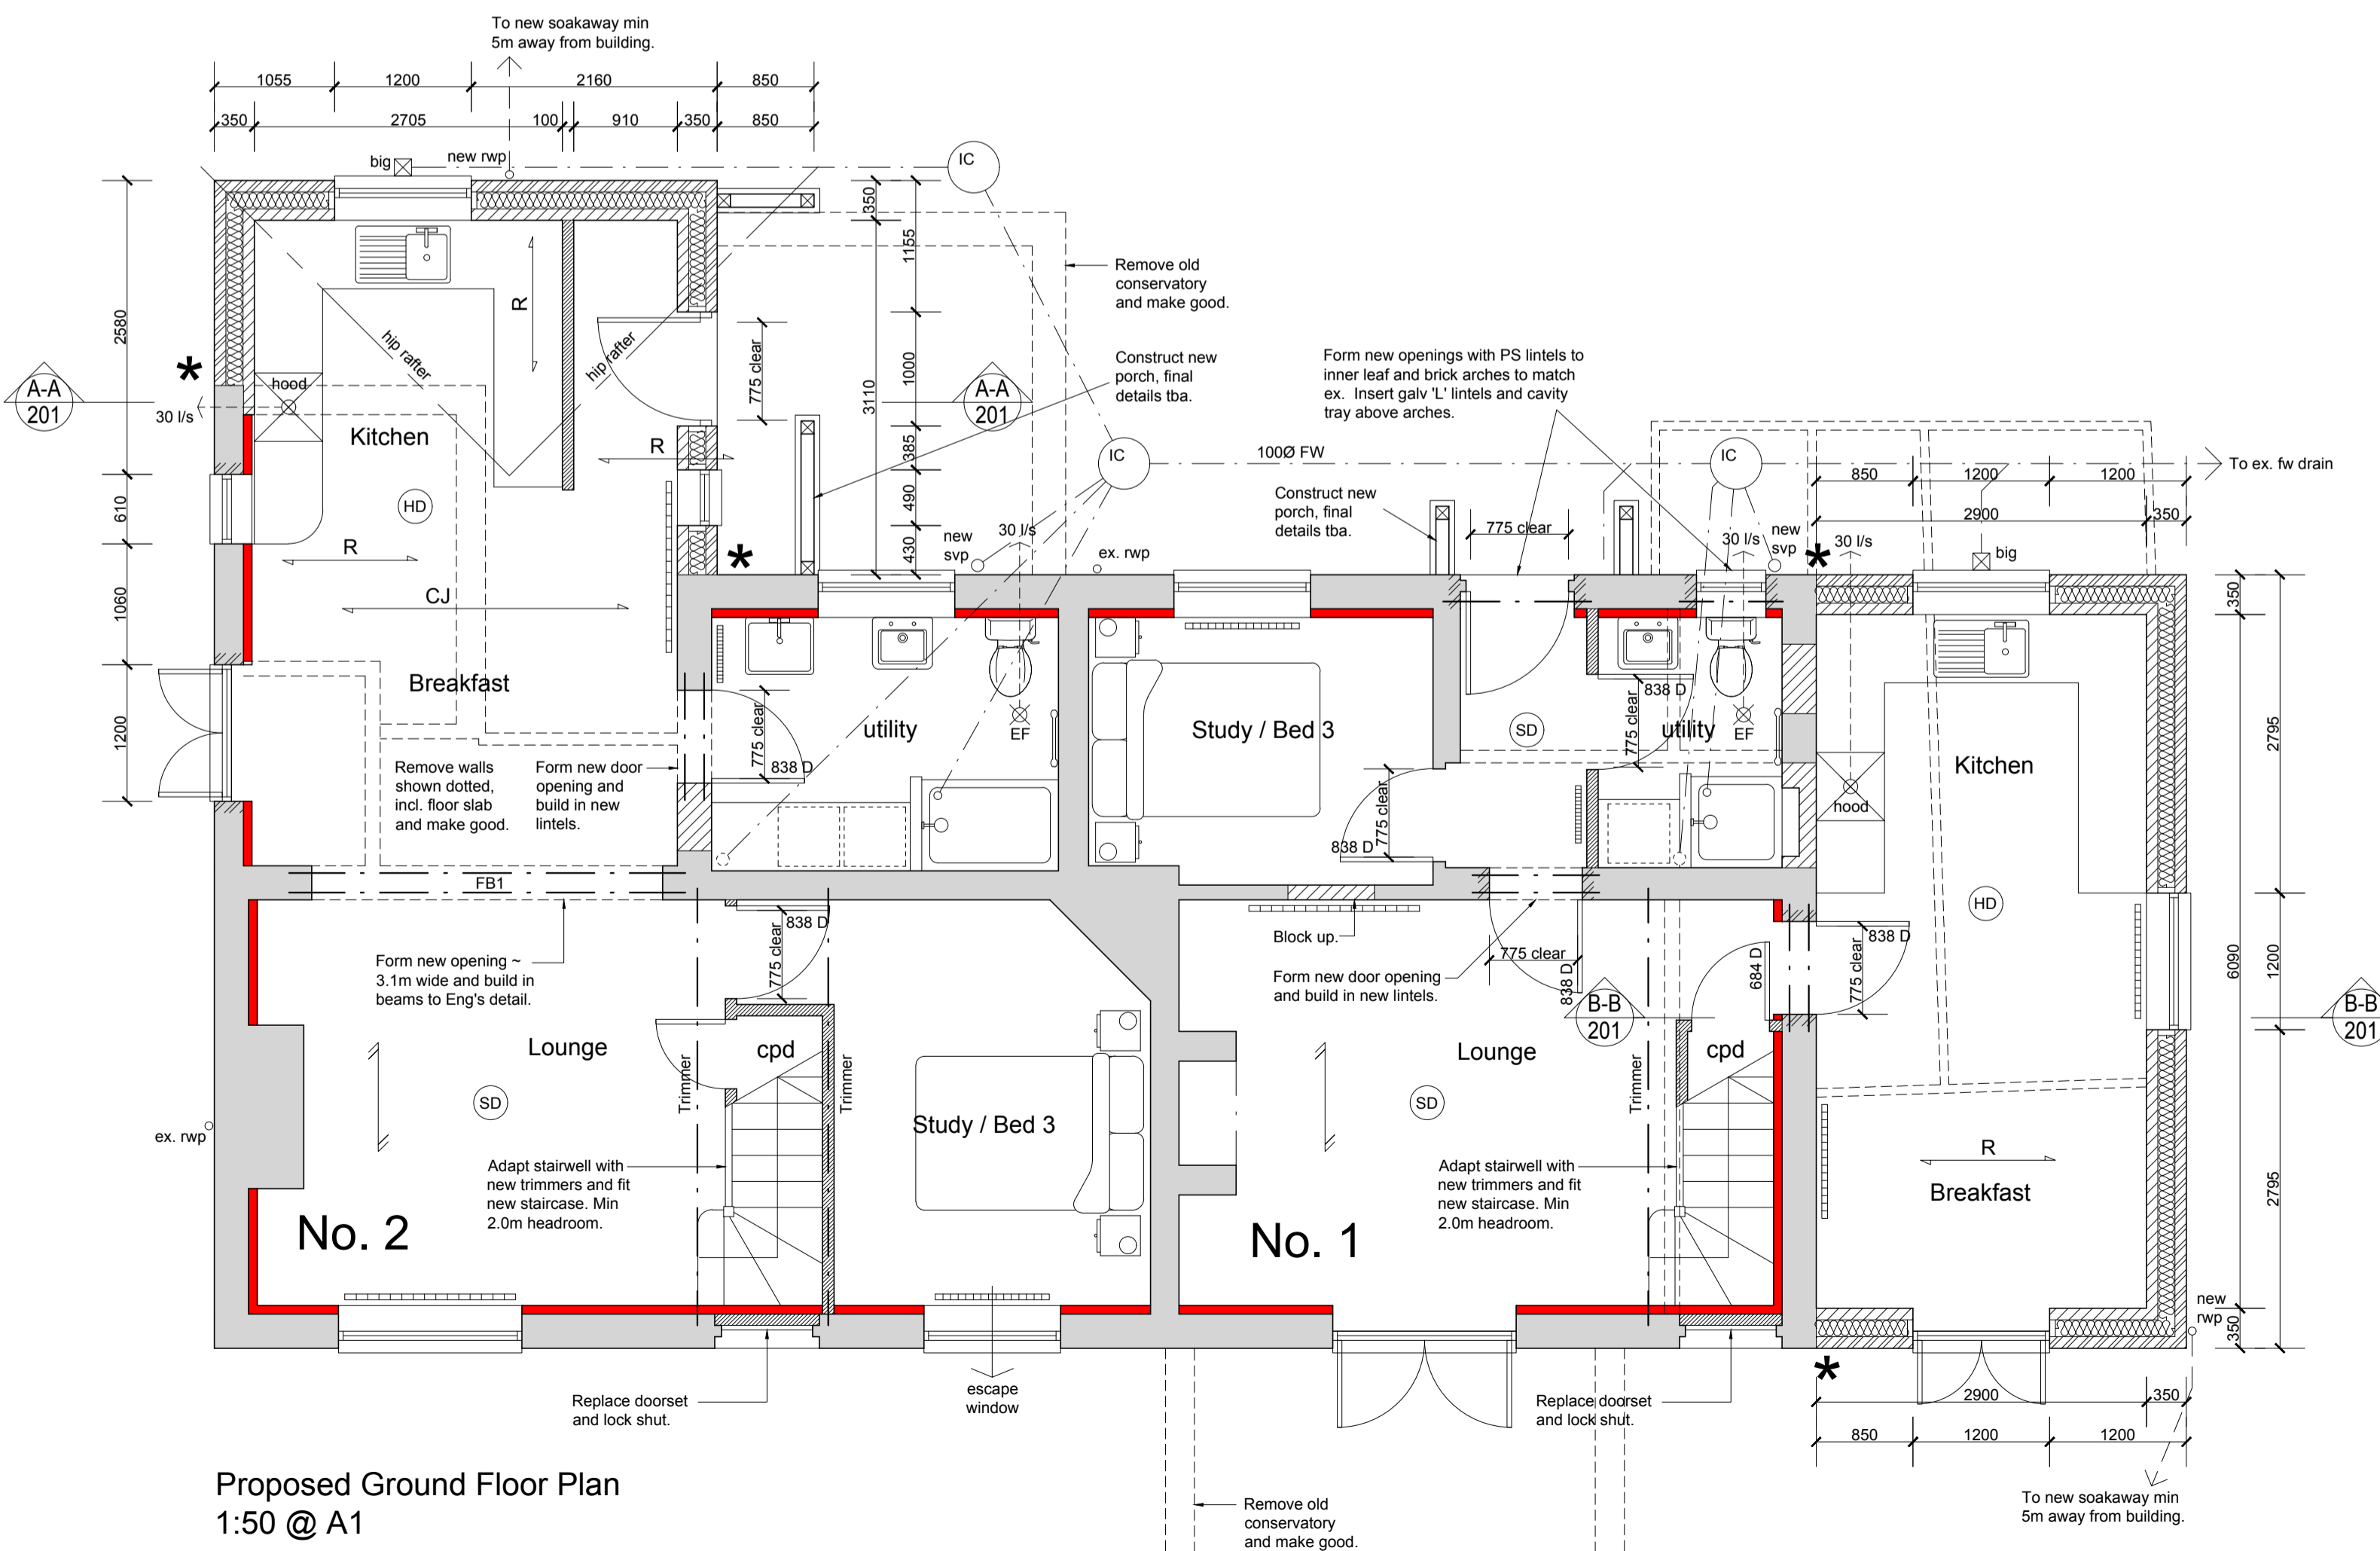 To new soakaway min
5m away from building.
1055 1200 2160 850
350 2705 100 910 350 850
big
new rwp
IC
350
1155
2580
R
hip rafter
hip rafter
775 clear
1000
3110
Remove old
conservatory
and make good.
Construct new
porch, final
details tba.
Form new openings with PS lintels to
inner leaf and brick arches to match
ex. Insert galv 'L' lintels and cavity
tray above arches.
*
A-A
201
hood
30 l/s
Kitchen
A-A
201
R
385
IC
100Ø FW
IC
To ex. fw drain
850 1200 1200
2900 350
610
HD
490
Construct new
porch, final
details tba.
775 clear
R
new
svp
30 l/s
430
ex. rwp
*
30 l/s
new
svp
*
30 l/s
big
1060
CJ
350
2795
Breakfast
1200
775 clear
838 D
utility
EF
Study / Bed 3
SD
838 D
775 clear
utility
EF
Kitchen
hood
Remove walls
shown dotted,
incl. floor slab
and make good.
Form new door
opening and
build in new
lintels.
775 clear
838 D
FB1
838 D
775 clear
Form new opening ~
3.1m wide and build in
beams to Eng's detail.
Block up.
Form new door opening
and build in new lintels.
775 clear
838 D
684 D
838 D
775 clear
HD
6090
1200
B-B
201
B-B
201
Lounge
cpd
Trimmer
Trimmer
SD
Study / Bed 3
Lounge
SD
Trimmer
cpd
ex. rwp
Adapt stairwell with
new trimmers and fit
new staircase. Min
2.0m headroom.
Adapt stairwell with
new trimmers and fit
new staircase. Min
2.0m headroom.
R
Breakfast
2795
No. 2
No. 1
new
rwp
350
*
escape
window
Replace doorset
and lock shut.
Replace doorset
and lock shut.
2900 350
850 1200 1200
Proposed Ground Floor Plan
1:50 @ A1
Remove old
conservatory
and make good.
To new soakaway min
5m away from building.